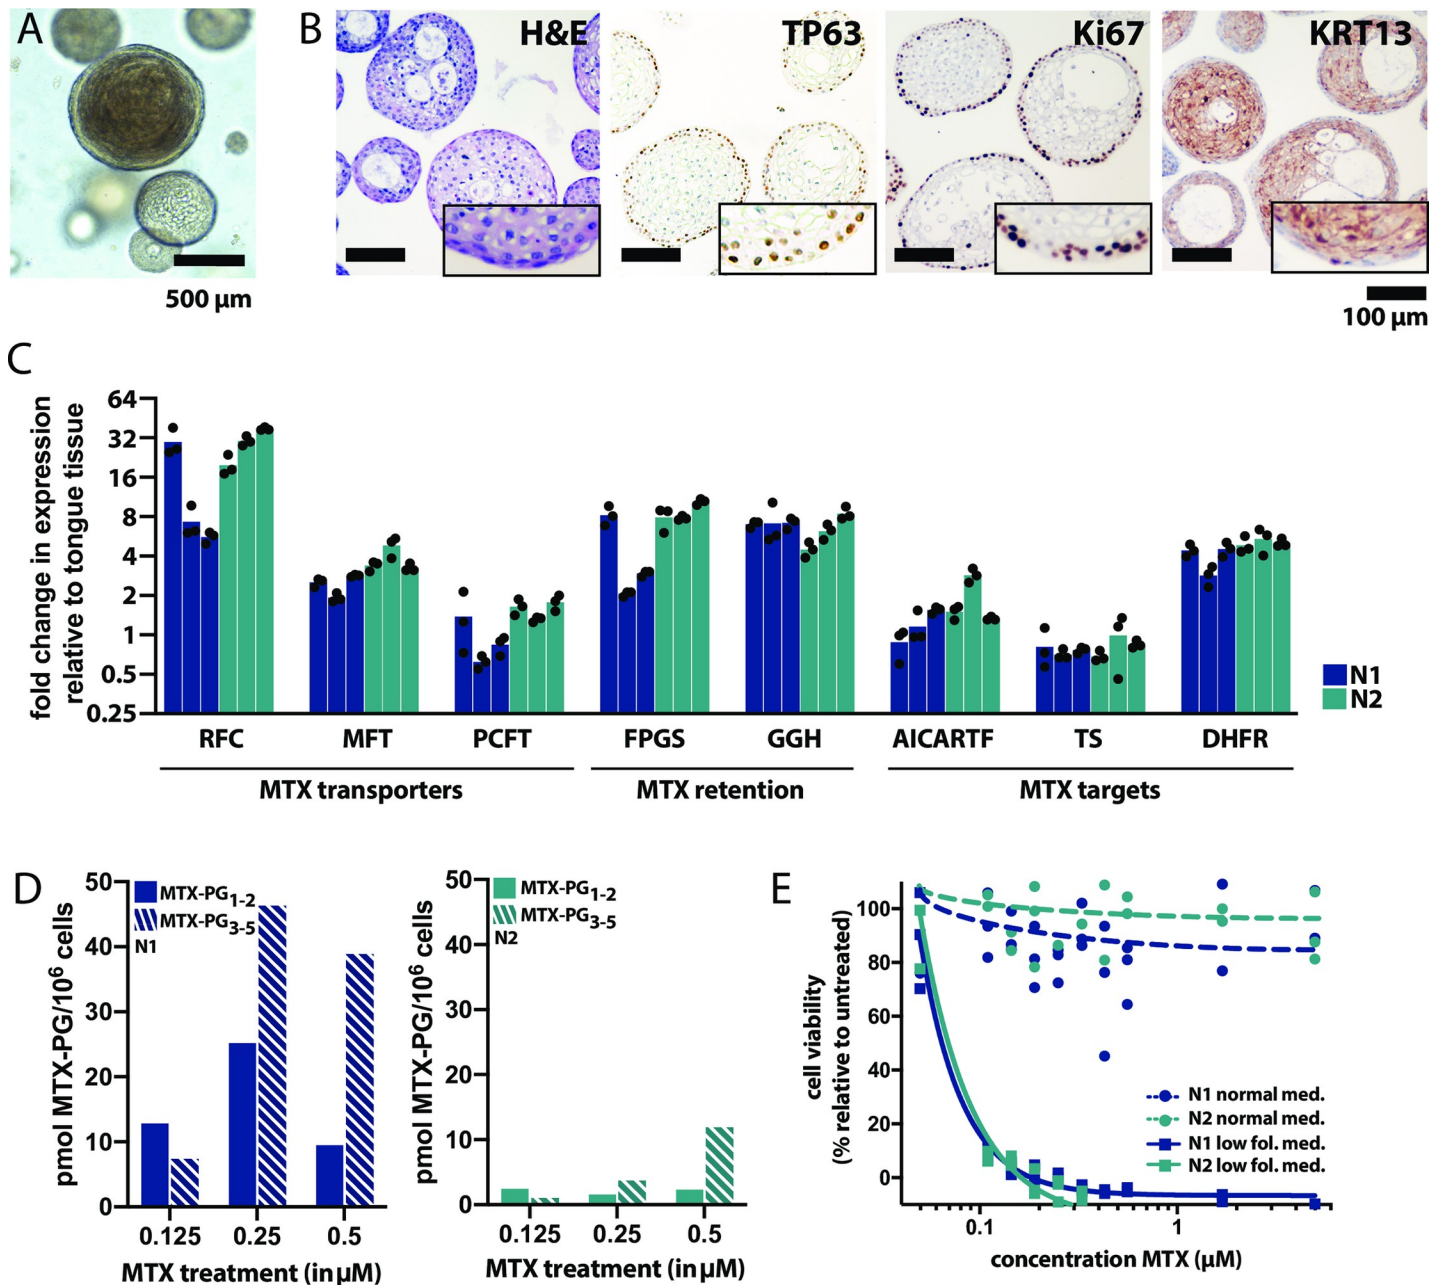 A
500 µm
B
H&E
TP63
Ki67
KRT13
100 µm
C
fold change in expression
relative to tongue tissue
64
32
16
8
4
2
1
0.5
0.25
RFC MFT PCFT FPGS GGH AICARTF TS DHFR
MTX transporters MTX retention MTX targets
N1
N2
D
pmol MTX-PG/10⁶ cells
50
40
30
20
10
0
MTX-PG₁₋₂
MTX-PG₃₋₅
N1
0.125 0.25 0.5
MTX treatment (in µM)
pmol MTX-PG/10⁶ cells
50
40
30
20
10
0
MTX-PG₁₋₂
MTX-PG₃₋₅
N2
0.125 0.25 0.5
MTX treatment (in µM)
E
cell viability
(% relative to untreated)
100
80
60
40
20
0
N1 normal med.
N2 normal med.
N1 low fol. med.
N2 low fol. med.
0.1 1
concentration MTX (µM)